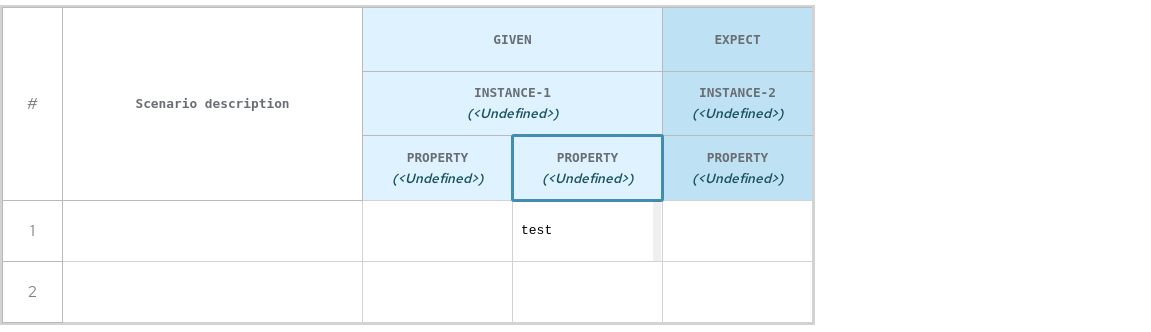 #
Scenario description
GIVEN
EXPECT
INSTANCE-1
(<Undefined>)
INSTANCE-2
(<Undefined>)
PROPERTY
(<Undefined>)
PROPERTY
(<Undefined>)
PROPERTY
(<Undefined>)
1
test
2